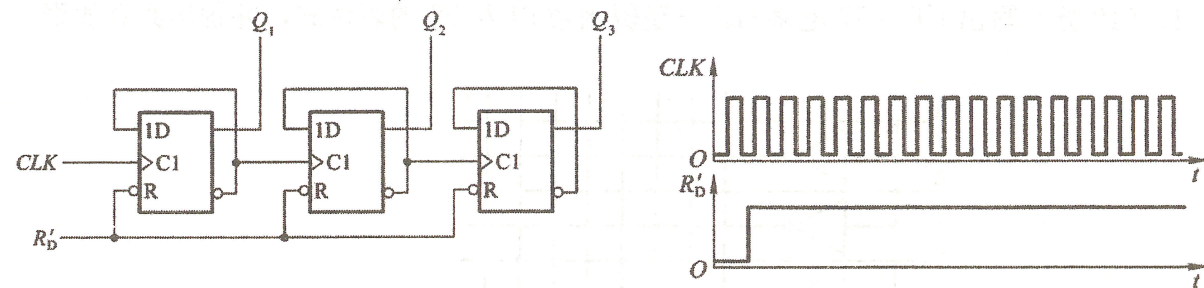 Q₁ Q₂ Q₃
1D 1D 1D
CLK C1 C1 C1
R R R
R′D
CLK
O t
R′D
O t